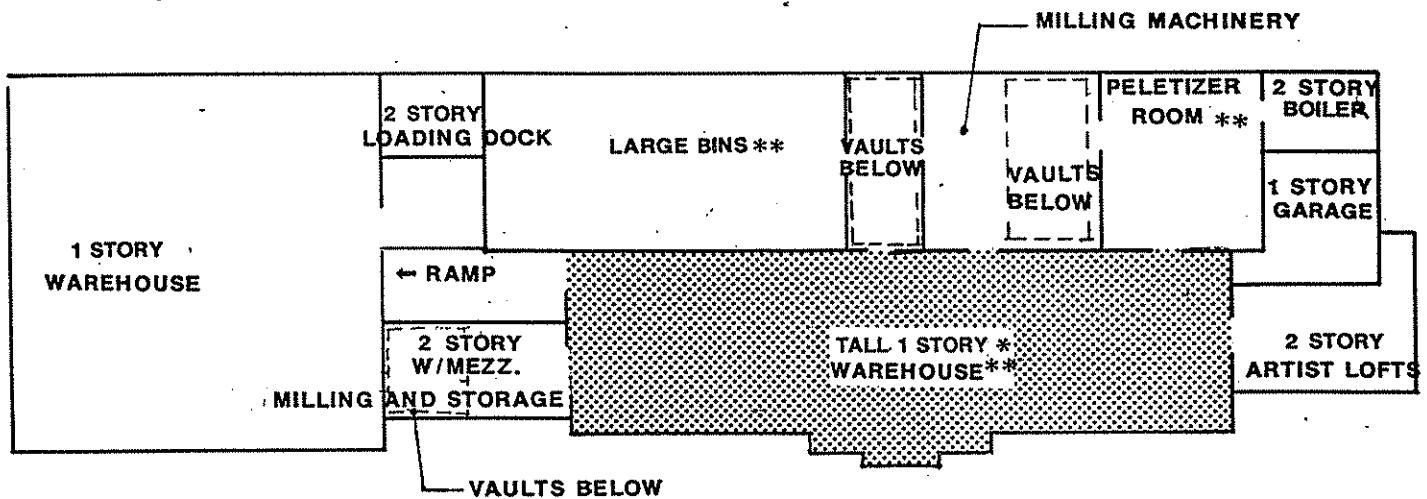 MILLING MACHINERY
2 STORY
LOADING DOCK
LARGE BINS **
VAULTS
BELOW
VAULTS
BELOW
PELETIZER
ROOM **
2 STORY
BOILER
1 STORY
GARAGE
1 STORY
WAREHOUSE
← RAMP
2 STORY
W/MEZZ.
MILLING AND STORAGE
TALL 1 STORY *
WAREHOUSE **
2 STORY
ARTIST LOFTS
VAULTS BELOW